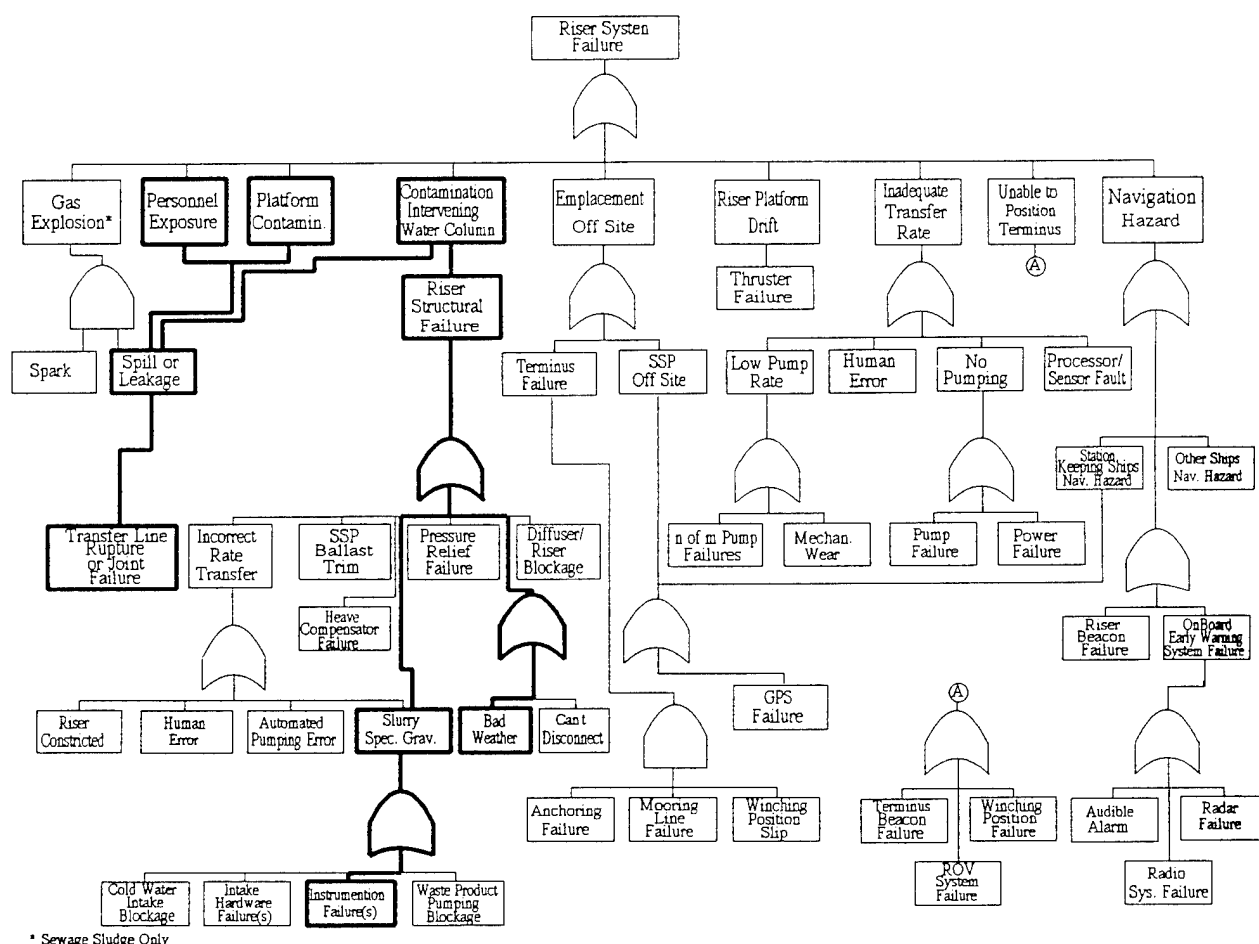 Riser Systen
Failure
Gas
Explosion*
Personnel
Exposure
Platform
Contamin.
Contamination
Intervening
Water Column
Emplacement
Off Site
Riser Platform
Drift
Inadequate
Transfer
Rate
Unable to
Position
Terminus
Navigation
Hazard
A
Riser
Structural
Failure
Thruster
Failure
Spark
Spill or
Leakage
Terminus
Failure
SSP
Off Site
Low Pump
Rate
Human
Error
No
Pumping
Processor/
Sensor Fault
Station
Keeping Ships
Nav. Hazard
Other Ships
Nav. Hazard
Transfer Line
Rupture
or Joint
Failure
Incorrect
Rate
Transfer
SSP
Ballast
Trim
Pressure
Relief
Failure
Diffuser/
Riser
Blockage
n of m Pump
Failures
Mechan.
Wear
Pump
Failure
Power
Failure
Heave
Compensator
Failure
Riser
Beacon
Failure
OnBoard
Early Warning
System Failure
Riser
Constricted
Human
Error
Automated
Pumping Error
Slurry
Spec. Grav.
Bad
Weather
Can t
Disconnect
GPS
Failure
A
Anchoring
Failure
Mooring
Line
Failure
Winching
Position
Slip
Terminus
Beacon
Failure
Winching
Position
Failure
Audible
Alarm
Radar
Failure
ROV
System
Failure
Radio
Sys. Failure
Cold Water
Intake
Blockage
Intake
Hardware
Failure(s)
Instrumention
Failure(s)
Waste Product
Pumping
Blockage
* Sewage Sludge Only